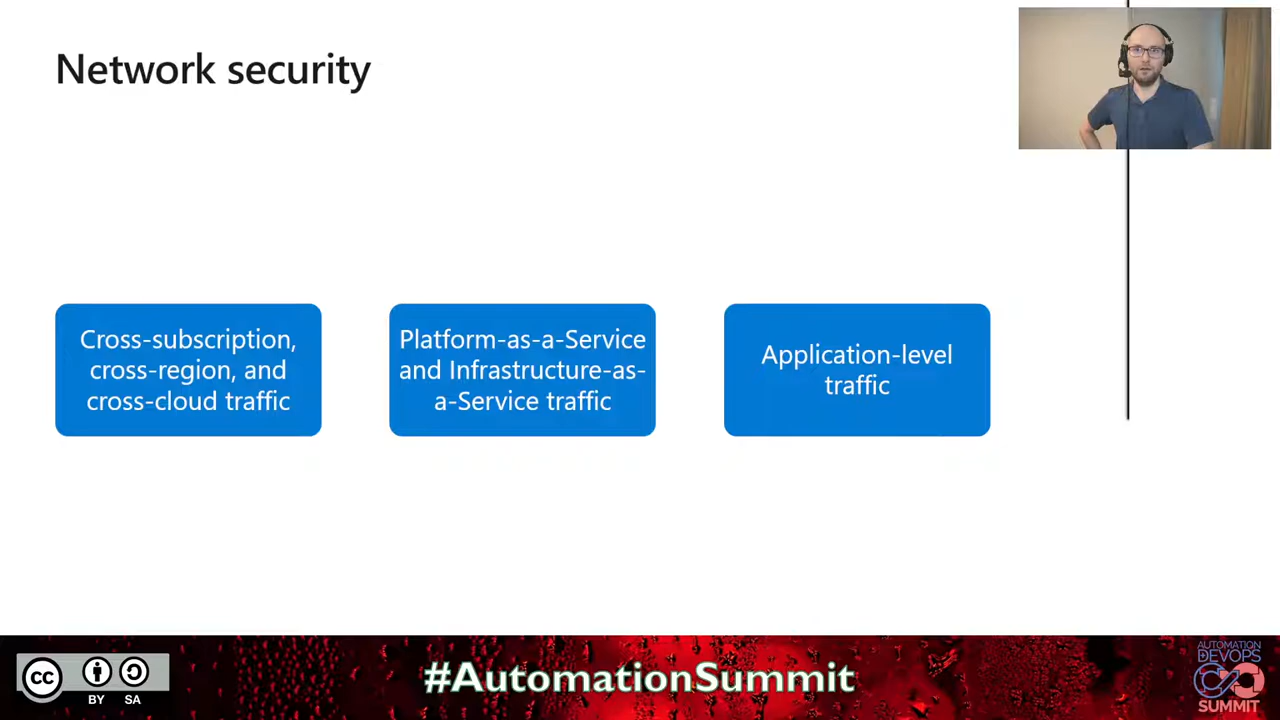 Network security
Cross-subscription,
cross-region, and
cross-cloud traffic
Platform-as-a-Service
and Infrastructure-as-
a-Service traffic
Application-level
traffic
cc
BY SA
#AutomationSummit
AUTOMATION
DEVOPS
SUMMIT